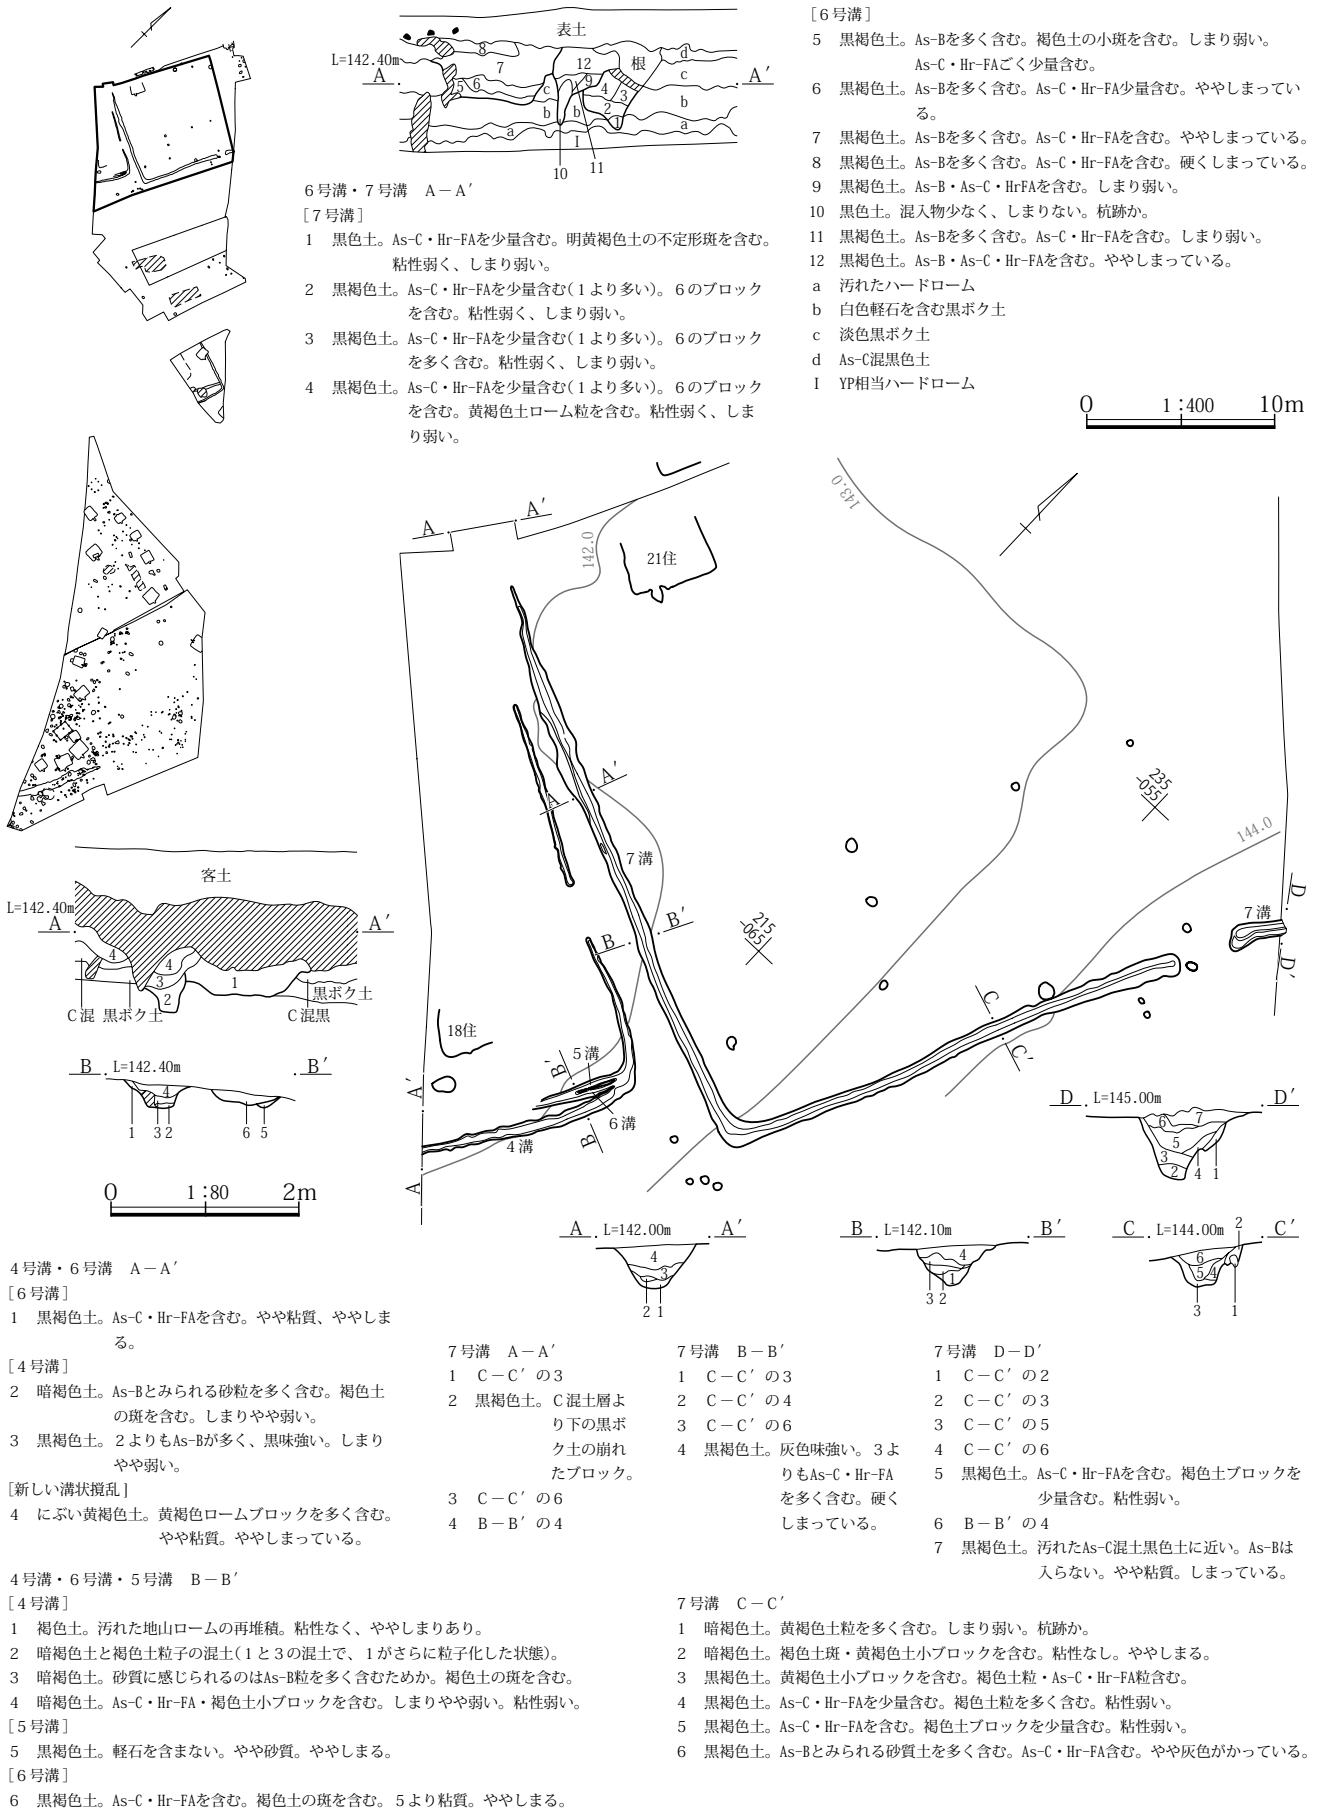 表土
L=142.40m
A
A′
8
7
12
根
d
c
5
6
c
9
4
3
b
b
b
2
1
a
a
I
10
11
６号溝・７号溝　Ａ－Ａ′
［７号溝］
1　黒色土。As-C・Hr-FAを少量含む。明黄褐色土の不定形斑を含む。
粘性弱く、しまり弱い。
2　黒褐色土。As-C・Hr-FAを少量含む(１より多い)。６のブロック
を含む。粘性弱く、しまり弱い。
3　黒褐色土。As-C・Hr-FAを少量含む(１より多い)。６のブロック
を多く含む。粘性弱く、しまり弱い。
4　黒褐色土。As-C・Hr-FAを少量含む(１より多い)。６のブロック
を含む。黄褐色土ローム粒を含む。粘性弱く、しま
り弱い。
［６号溝］
5　黒褐色土。As-Bを多く含む。褐色土の小斑を含む。しまり弱い。
As-C・Hr-FAごく少量含む。
6　黒褐色土。As-Bを多く含む。As-C・Hr-FA少量含む。ややしまってい
る。
7　黒褐色土。As-Bを多く含む。As-C・Hr-FAを含む。ややしまっている。
8　黒褐色土。As-Bを多く含む。As-C・Hr-FAを含む。硬くしまっている。
9　黒褐色土。As-B・As-C・HrFAを含む。しまり弱い。
10　黒色土。混入物少なく、しまりない。杭跡か。
11　黒褐色土。As-Bを多く含む。As-C・Hr-FAを含む。しまり弱い。
12　黒褐色土。As-B・As-C・Hr-FAを含む。ややしまっている。
a　汚れたハードローム
b　白色軽石を含む黒ボク土
c　淡色黒ボク土
d　As-C混黒色土
I　YP相当ハードローム
0　1：400　10m
A
A′
142.0
21住
143.0
A
A′
７溝
235
-055
144.0
D
７溝
D′
B
B′
215
-065
18住
５溝
B′
６溝
B
４溝
A′
A
C
C′
客土
L=142.40m
A
A′
4
4
3
2
1
Ｃ混　黒ボク土
黒ボク土
Ｃ混黒
B
L=142.40m
B′
4
1
3 2
6 5
0　1：80　2m
D
L=145.00m
D′
6
7
5
3
2
4 1
A
L=142.00m
A′
4
3
2 1
B
L=142.10m
B′
4
1
3 2
C
L=144.00m
2
C′
6
5 4
3
1
４号溝・６号溝　Ａ－Ａ′
［６号溝］
1　黒褐色土。As-C・Hr-FAを含む。やや粘質、ややしま
る。
［４号溝］
2　暗褐色土。As-Bとみられる砂粒を多く含む。褐色土
の斑を含む。しまりやや弱い。
3　黒褐色土。２よりもAs-Bが多く、黒味強い。しまり
やや弱い。
[新しい溝状撹乱]
4　にぶい黄褐色土。黄褐色ロームブロックを多く含む。
やや粘質。ややしまっている。
７号溝　Ａ－Ａ′
1　Ｃ－Ｃ′の３
2　黒褐色土。Ｃ混土層よ
り下の黒ボ
ク土の崩れ
たブロック。
3　Ｃ－Ｃ′の６
4　Ｂ－Ｂ′の４
７号溝　Ｂ－Ｂ′
1　Ｃ－Ｃ′の３
2　Ｃ－Ｃ′の４
3　Ｃ－Ｃ′の６
4　黒褐色土。灰色味強い。３よ
りもAs-C・Hr-FA
を多く含む。硬く
しまっている。
７号溝　Ｄ－Ｄ′
1　Ｃ－Ｃ′の２
2　Ｃ－Ｃ′の３
3　Ｃ－Ｃ′の５
4　Ｃ－Ｃ′の６
5　黒褐色土。As-C・Hr-FAを含む。褐色土ブロックを
少量含む。粘性弱い。
6　Ｂ－Ｂ′の４
7　黒褐色土。汚れたAs-C混土黒色土に近い。As-Bは
入らない。やや粘質。しまっている。
４号溝・６号溝・５号溝　Ｂ－Ｂ′
［４号溝］
1　褐色土。汚れた地山ロームの再堆積。粘性なく、ややしまりあり。
2　暗褐色土と褐色土粒子の混土(１と３の混土で、１がさらに粒子化した状態)。
3　暗褐色土。砂質に感じられるのはAs-B粒を多く含むためか。褐色土の斑を含む。
4　暗褐色土。As-C・Hr-FA・褐色土小ブロックを含む。しまりやや弱い。粘性弱い。
［５号溝］
5　黒褐色土。軽石を含まない。やや砂質。ややしまる。
［６号溝］
6　黒褐色土。As-C・Hr-FAを含む。褐色土の斑を含む。５より粘質。ややしまる。
７号溝　Ｃ－Ｃ′
1　暗褐色土。黄褐色土粒を多く含む。しまり弱い。杭跡か。
2　暗褐色土。褐色土斑・黄褐色土小ブロックを含む。粘性なし。ややしまる。
3　黒褐色土。黄褐色土小ブロックを含む。褐色土粒・As-C・Hr-FA粒含む。
4　黒褐色土。As-C・Hr-FAを少量含む。褐色土粒を多く含む。粘性弱い。
5　黒褐色土。As-C・Hr-FAを含む。褐色土ブロックを少量含む。粘性弱い。
6　黒褐色土。As-Bとみられる砂質土を多く含む。As-C・Hr-FA含む。やや灰色がかっている。